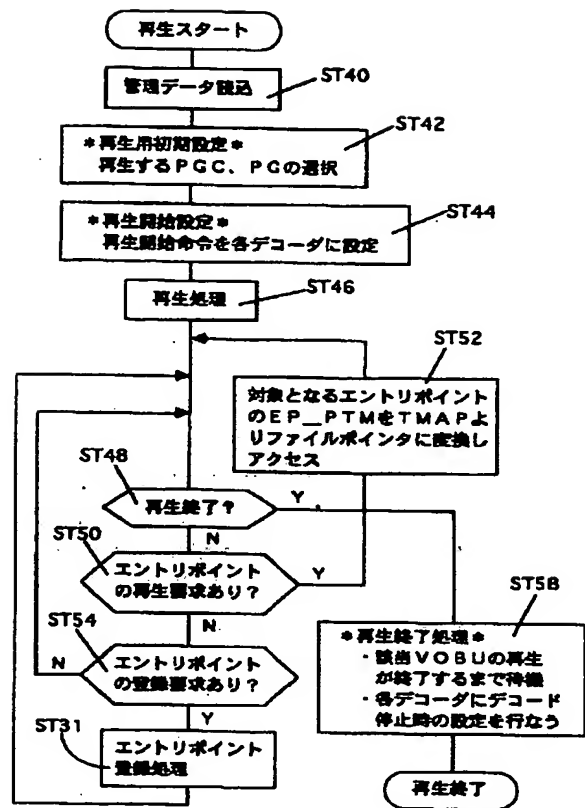 再生スタート
管理データ読込
ST40
ST42
＊再生用初期設定＊
再生するPGC、PGの選択
ST44
＊再生開始設定＊
再生開始命令を各デコーダに設定
再生処理
ST46
ST52
対象となるエントリポイント
のEP__PTMをTMAPよ
りファイルポインタに変換し
アクセス
ST48
再生終了？
Y
N
ST50
エントリポイント
の再生要求あり？
Y
N
ST54
エントリポイント
の登録要求あり？
N
Y
ST31
エントリポイント
登録処理
ST58
＊再生終了処理＊
・該当VOBUの再生
が終了するまで待機
・各デコーダにデコード
停止時の設定を行なう
再生終了